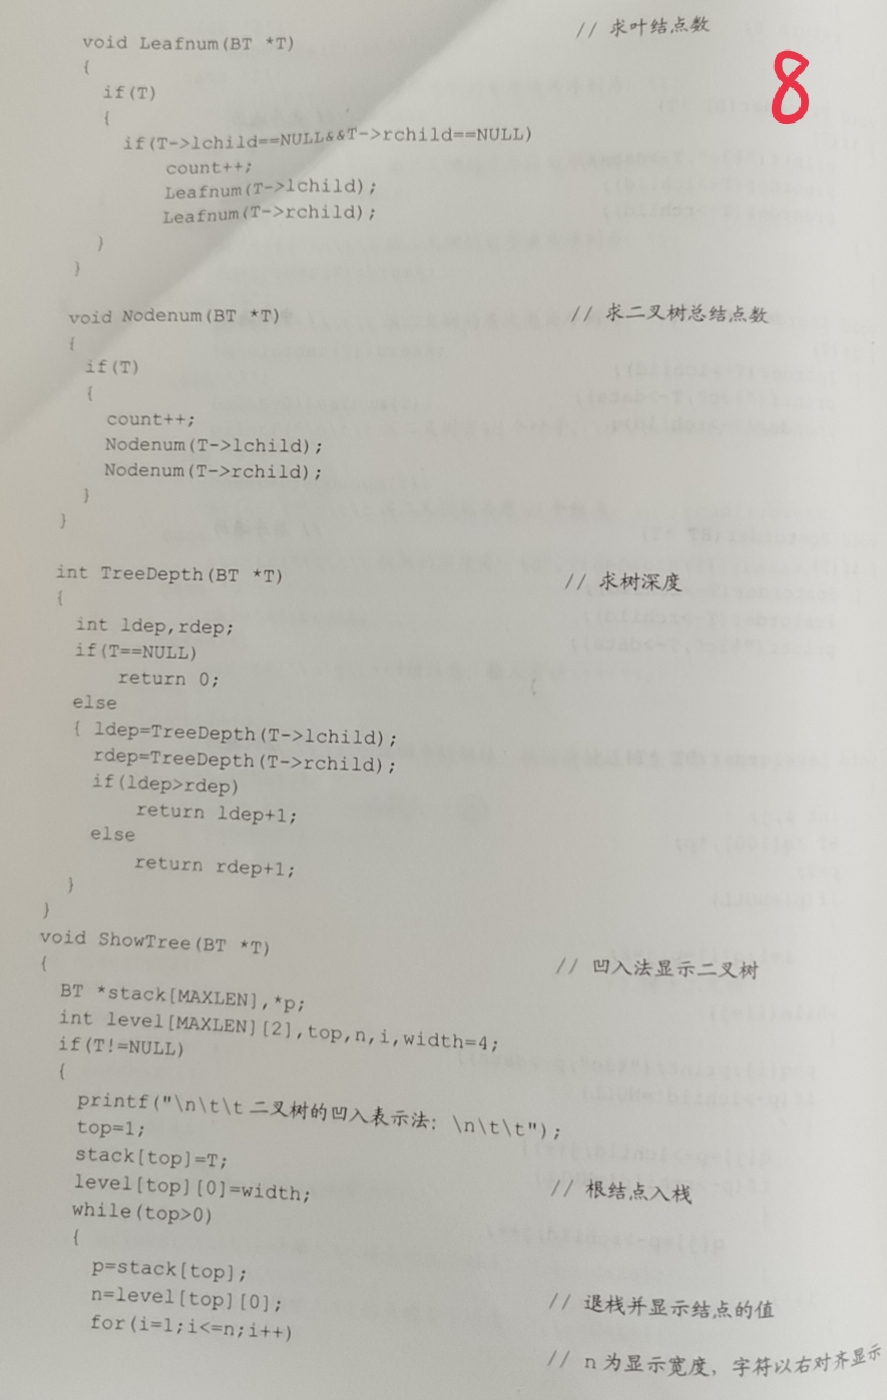 void Leafnum(BT *T) // 求叶结点数
8
{
if(T)
{
if(T->lchild==NULL&&T->rchild==NULL)
count++;
Leafnum(T->lchild);
Leafnum(T->rchild);
}
}
void Nodenum(BT *T) // 求二叉树总结点数
{
if(T)
{
count++;
Nodenum(T->lchild);
Nodenum(T->rchild);
}
}
int TreeDepth(BT *T) // 求树深度
{
int ldep,rdep;
if(T==NULL)
return 0;
else
{ ldep=TreeDepth(T->lchild);
rdep=TreeDepth(T->rchild);
if(ldep>rdep)
return ldep+1;
else
return rdep+1;
}
}
void ShowTree(BT *T) // 凹入法显示二叉树
{
BT *stack[MAXLEN],*p;
int level[MAXLEN][2],top,n,i,width=4;
if(T!=NULL)
{
printf("\n\t\t 二叉树的凹入表示法：\n\t\t");
top=1;
stack[top]=T; // 根结点入栈
level[top][0]=width;
while(top>0)
{
p=stack[top]; // 退栈并显示结点的值
n=level[top][0];
for(i=1;i<=n;i++) // n 为显示宽度，字符以右对齐显示